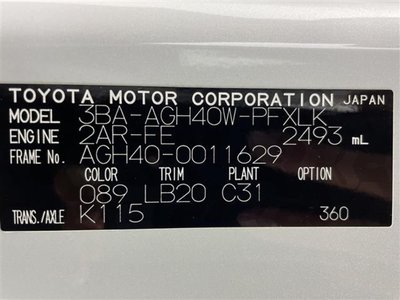 TOYOTA MOTOR CORPORATION JAPAN
MODEL 3BA-AGH40W-PFXLK
ENGINE 2AR-FE 2493 mL
FRAME No. AGH40-0011629
COLOR TRIM PLANT OPTION
089 LB20 C31
TRANS./AXLE K115 360